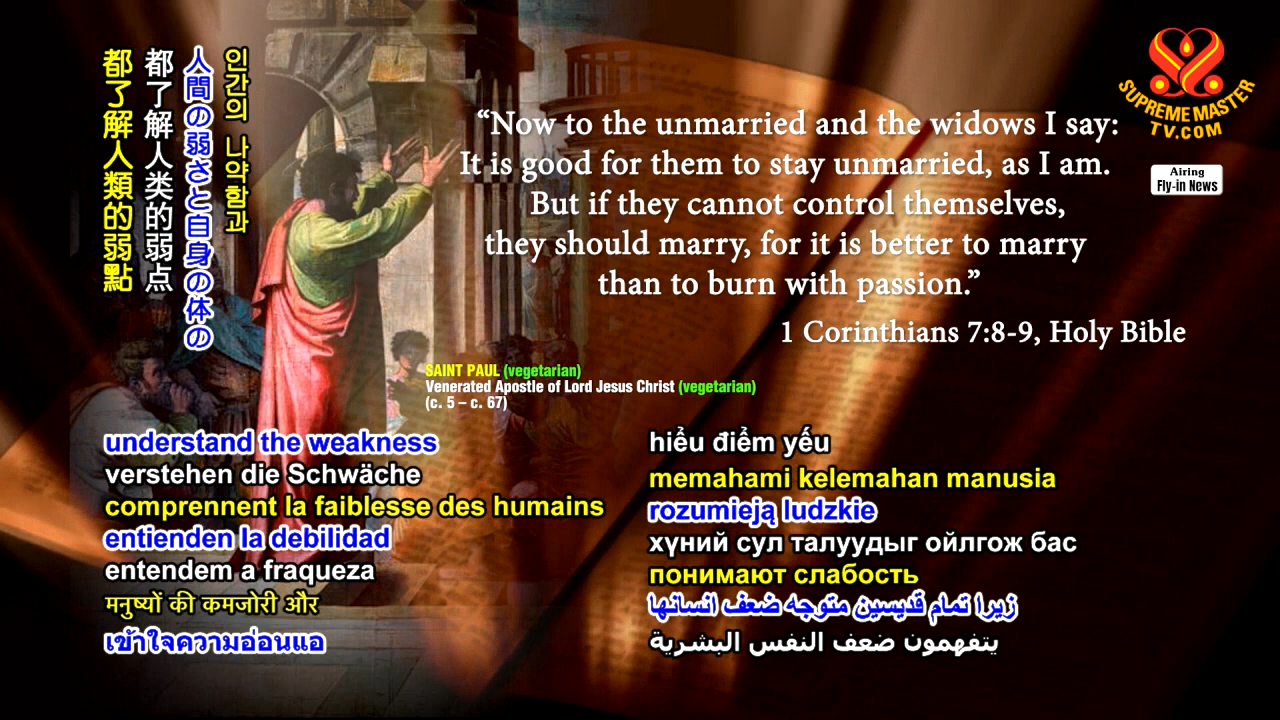 都了解人類的弱點
都了解人类的弱点
人間の弱さと自身の体の
인간의 나약함과
SUPREME MASTER
TV.COM
Airing
Fly-in News
“Now to the unmarried and the widows I say:
It is good for them to stay unmarried, as I am.
But if they cannot control themselves,
they should marry, for it is better to marry
than to burn with passion.”
1 Corinthians 7:8-9, Holy Bible
SAINT PAUL (vegetarian)
Venerated Apostle of Lord Jesus Christ (vegetarian)
(c. 5 – c. 67)
understand the weakness
verstehen die Schwäche
comprennent la faiblesse des humains
entienden la debilidad
entendem a fraqueza
मनुष्यों की कमजोरी और
เข้าใจความอ่อนแอ
hiểu điểm yếu
memahami kelemahan manusia
rozumieją ludzkie
хүний сул талуудыг ойлгож бас
понимают слабость
زیرا تمام قدیسین متوجه ضعف انسانها
يتفهمون ضعف النفس البشرية